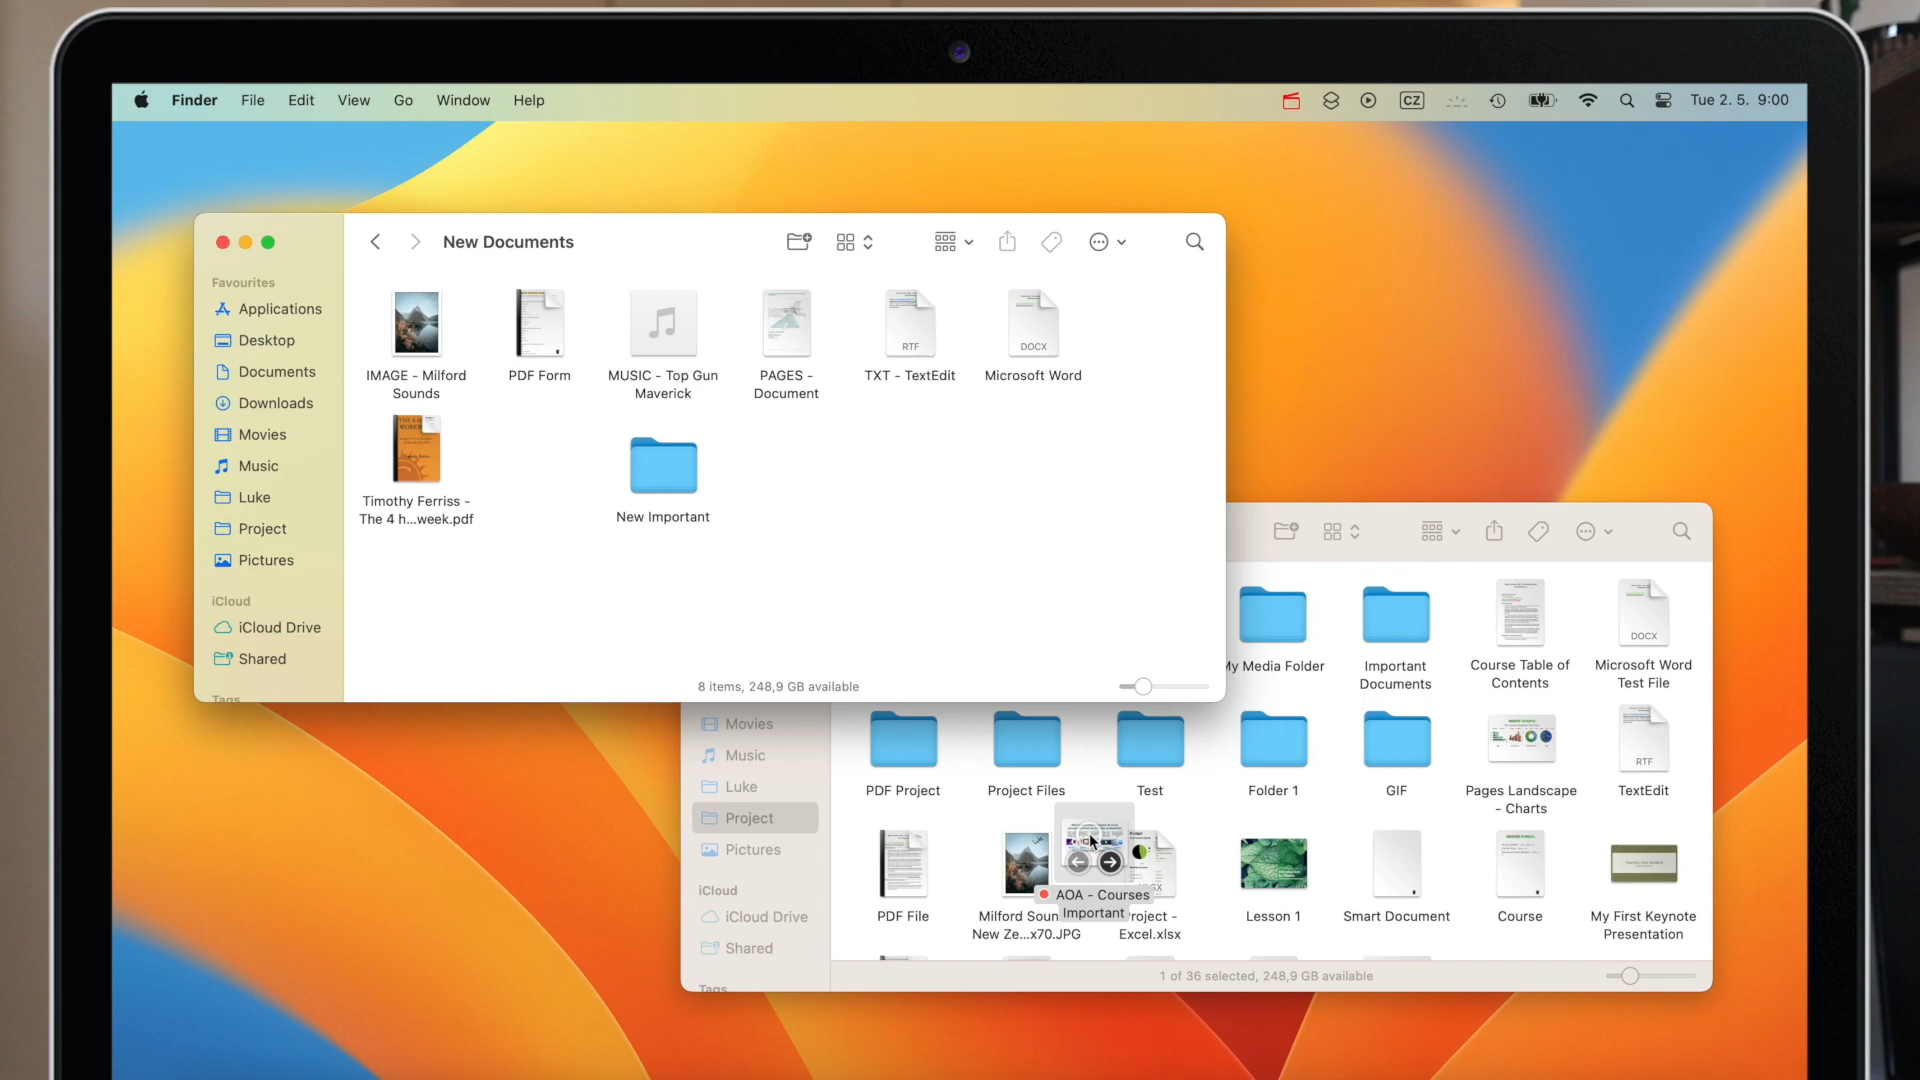 Finder File Edit View Go Window Help
CZ
Tue 2. 5. 9:00
New Documents
Favourites
Applications
Desktop
Documents
Downloads
Movies
Music
Luke
Project
Pictures
iCloud
iCloud Drive
Shared
Tags
IMAGE - Milford
Sounds
PDF Form
MUSIC - Top Gun
Maverick
PAGES -
Document
RTF
TXT - TextEdit
DOCX
Microsoft Word
Timothy Ferriss -
The 4 h...week.pdf
New Important
8 items, 248,9 GB available
Movies
Music
Luke
Project
Pictures
iCloud
iCloud Drive
Shared
Tags
My Media Folder
Important
Documents
Course Table of
Contents
DOCX
Microsoft Word
Test File
PDF Project
Project Files
Test
Folder 1
GIF
Pages Landscape
- Charts
RTF
TextEdit
PDF File
Milford Soun
New Ze...x70.JPG
AOA - Courses
Important
roject -
Excel.xlsx
Lesson 1
Smart Document
Course
My First Keynote
Presentation
1 of 36 selected, 248,9 GB available